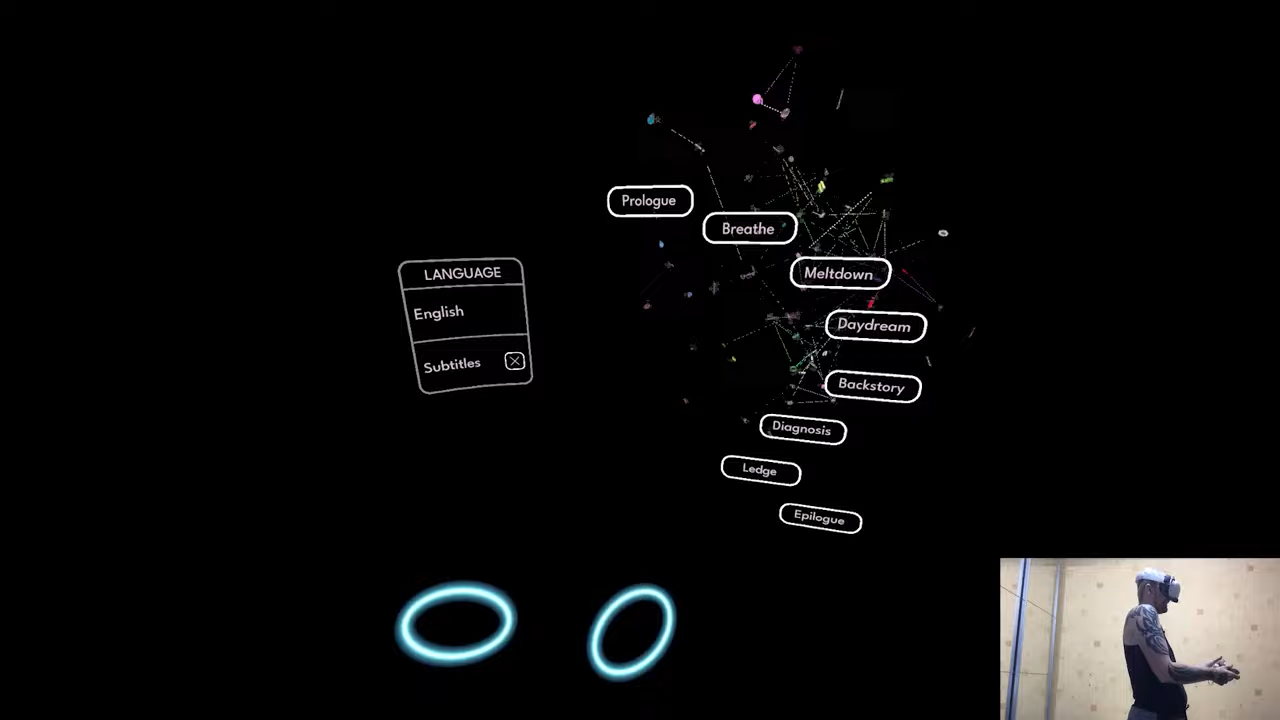 Prologue
Breathe
LANGUAGE
English
Subtitles
Meltdown
Daydream
Backstory
Diagnosis
Ledge
Epilogue